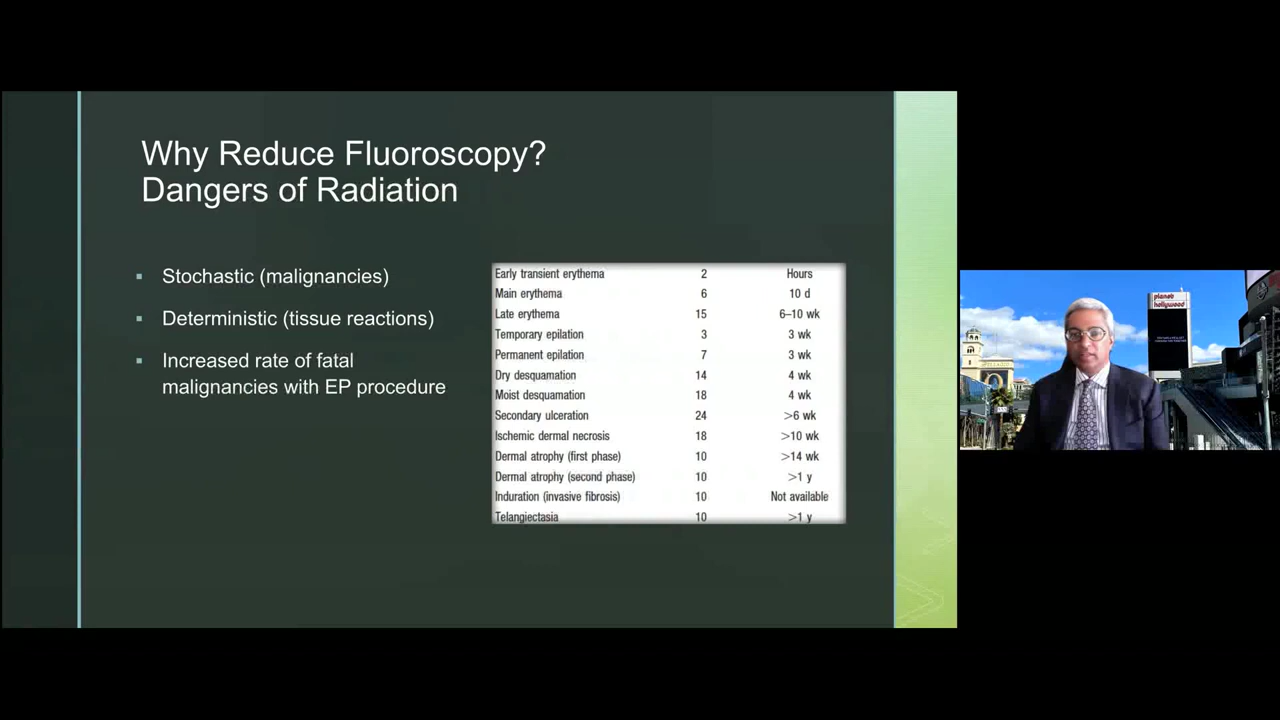 Why Reduce Fluoroscopy?
Dangers of Radiation
▪ Stochastic (malignancies)
▪ Deterministic (tissue reactions)
▪ Increased rate of fatal
malignancies with EP procedure
Early transient erythema 2 Hours
Main erythema 6 10 d
Late erythema 15 6–10 wk
Temporary epilation 3 3 wk
Permanent epilation 7 3 wk
Dry desquamation 14 4 wk
Moist desquamation 18 4 wk
Secondary ulceration 24 >6 wk
Ischemic dermal necrosis 18 >10 wk
Dermal atrophy (first phase) 10 >14 wk
Dermal atrophy (second phase) 10 >1 y
Induration (invasive fibrosis) 10 Not available
Telangiectasia 10 >1 y
planet
hollywood